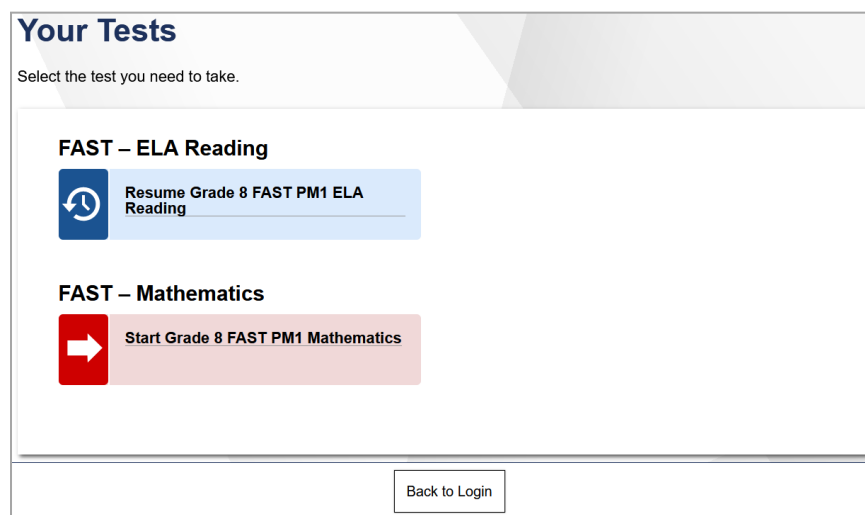 Your Tests
Select the test you need to take.
FAST – ELA Reading
Resume Grade 8 FAST PM1 ELA
Reading
FAST – Mathematics
Start Grade 8 FAST PM1 Mathematics
Back to Login